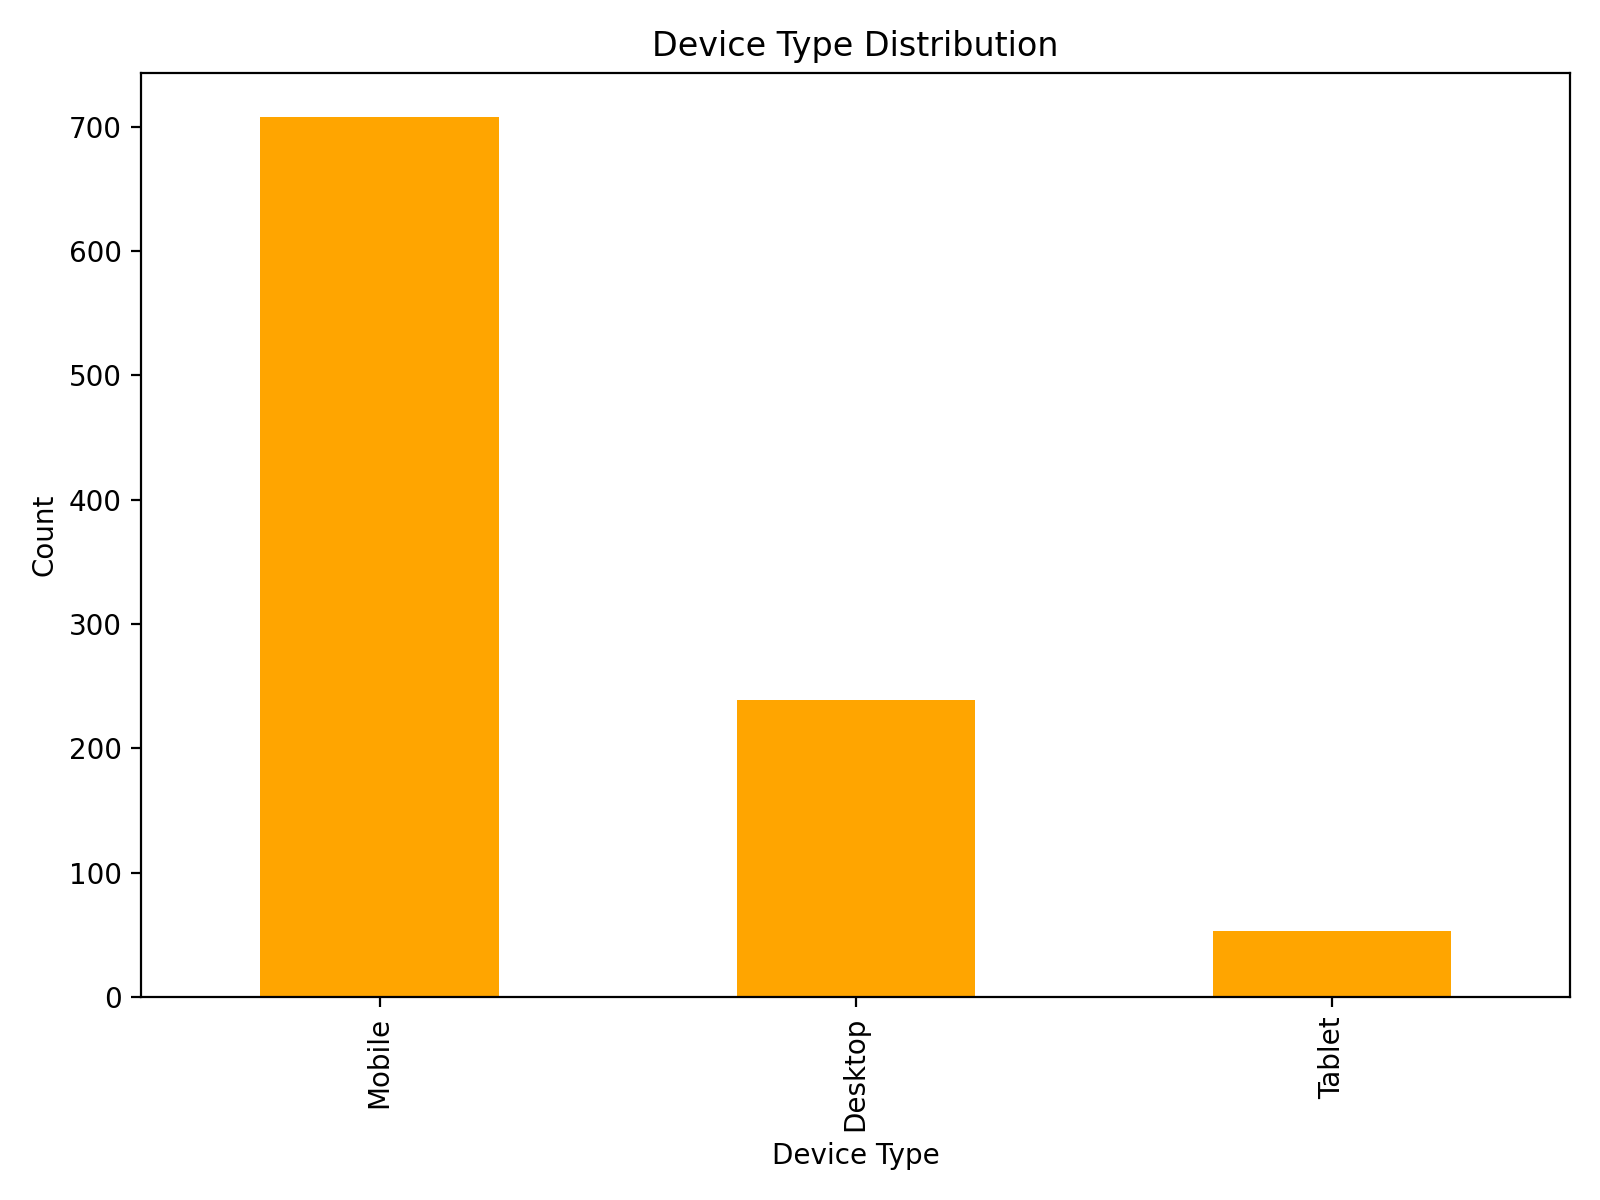 Device Type Distribution
Count
700
600
500
400
300
200
100
0
Mobile
Desktop
Tablet
Device Type